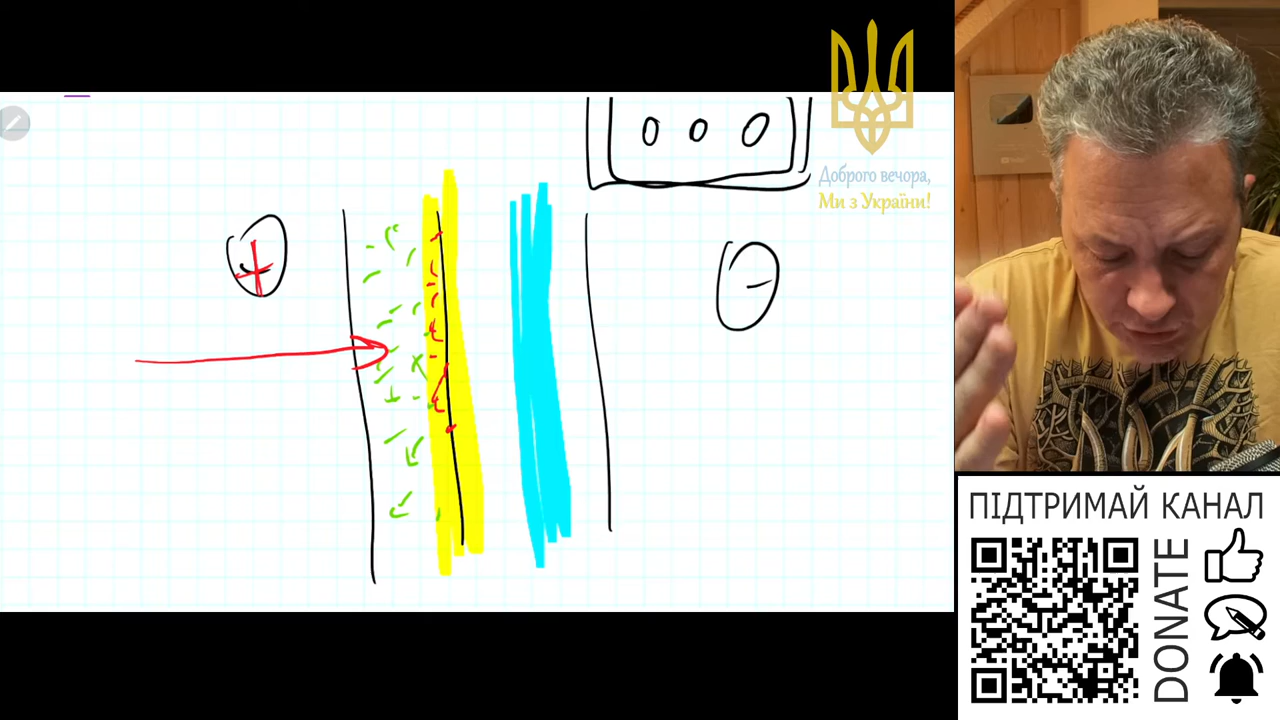 Доброго вечора,
Ми з України!
ПІДТРИМАЙ КАНАЛ
DONATE